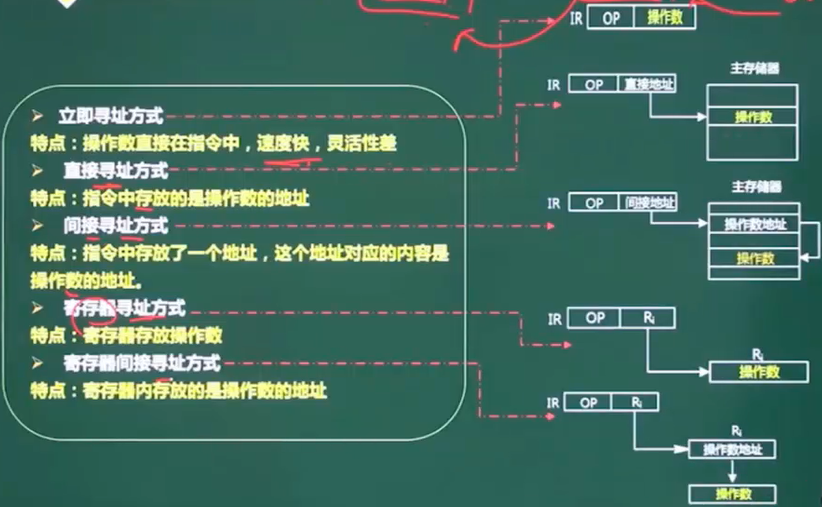 IR OP 操作数
立即寻址方式
特点：操作数直接在指令中，速度快，灵活性差
直接寻址方式
特点：指令中存放的是操作数的地址
间接寻址方式
特点：指令中存放了一个地址，这个地址对应的内容是
操作数的地址。
寄存器寻址方式
特点：寄存器存放操作数
寄存器间接寻址方式
特点：寄存器内存放的是操作数的地址
主存储器
IR OP 直接地址
操作数
主存储器
IR OP 间接地址
操作数地址
操作数
IR OP Ri
Ri
操作数
IR OP Ri
Ri
操作数地址
操作数